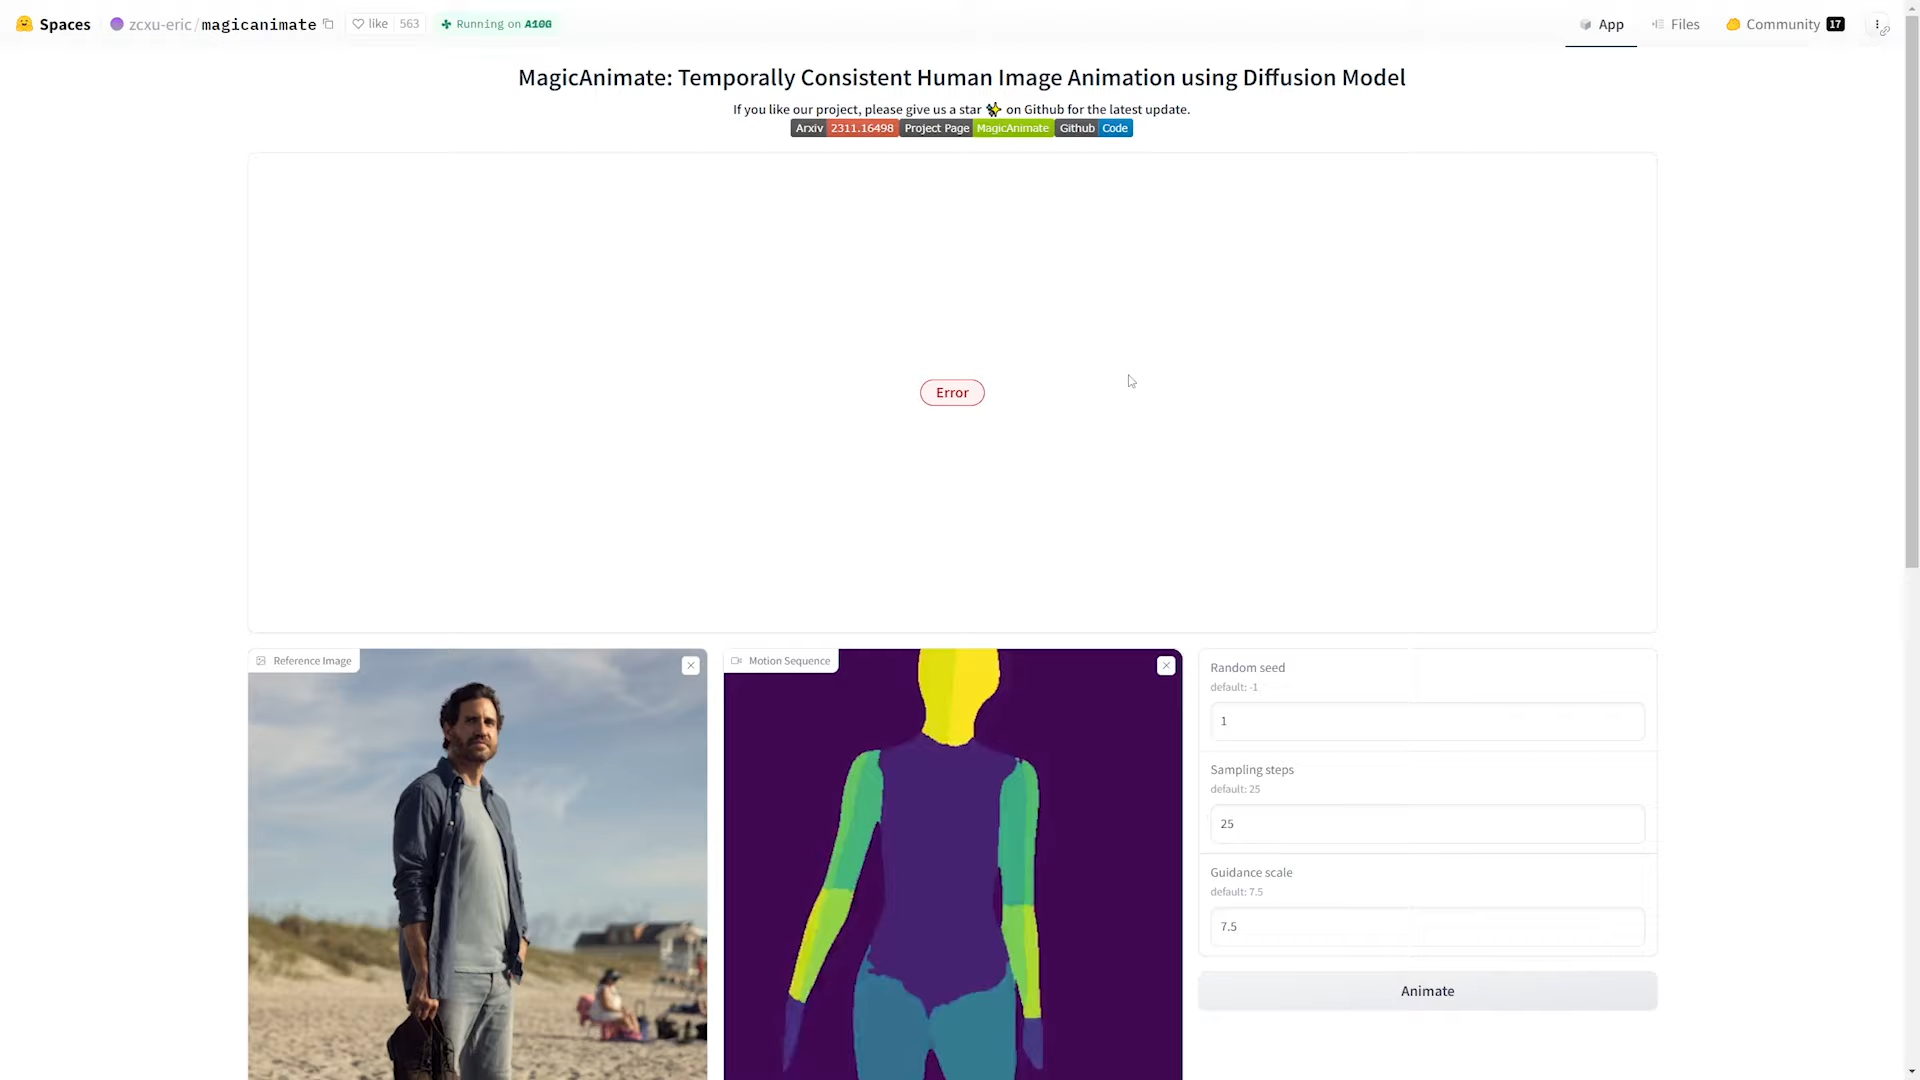 Spaces zcxu-eric/magicanimate like 563 Running on A10G App Files Community 17
MagicAnimate: Temporally Consistent Human Image Animation using Diffusion Model
If you like our project, please give us a star ✨ on Github for the latest update.
Arxiv 2311.16498 Project Page MagicAnimate Github Code
Error
Reference Image
Motion Sequence
Random seed
default: -1
1
Sampling steps
default: 25
25
Guidance scale
default: 7.5
7.5
Animate